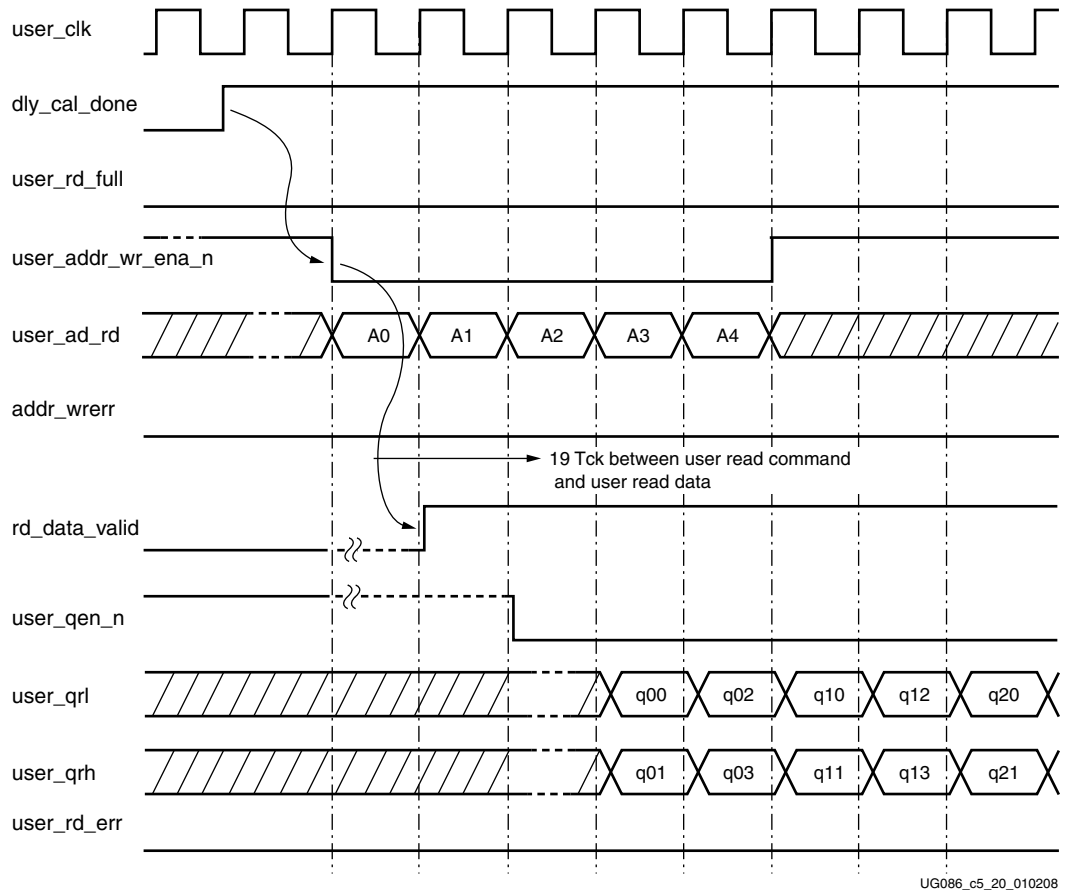 user_clk
dly_cal_done
user_rd_full
user_addr_wr_ena_n
user_ad_rd A0 A1 A2 A3 A4
addr_wrerr
19 Tck between user read command
and user read data
rd_data_valid
user_qen_n
user_qrl q00 q02 q10 q12 q20
user_qrh q01 q03 q11 q13 q21
user_rd_err
UG086_c5_20_010208